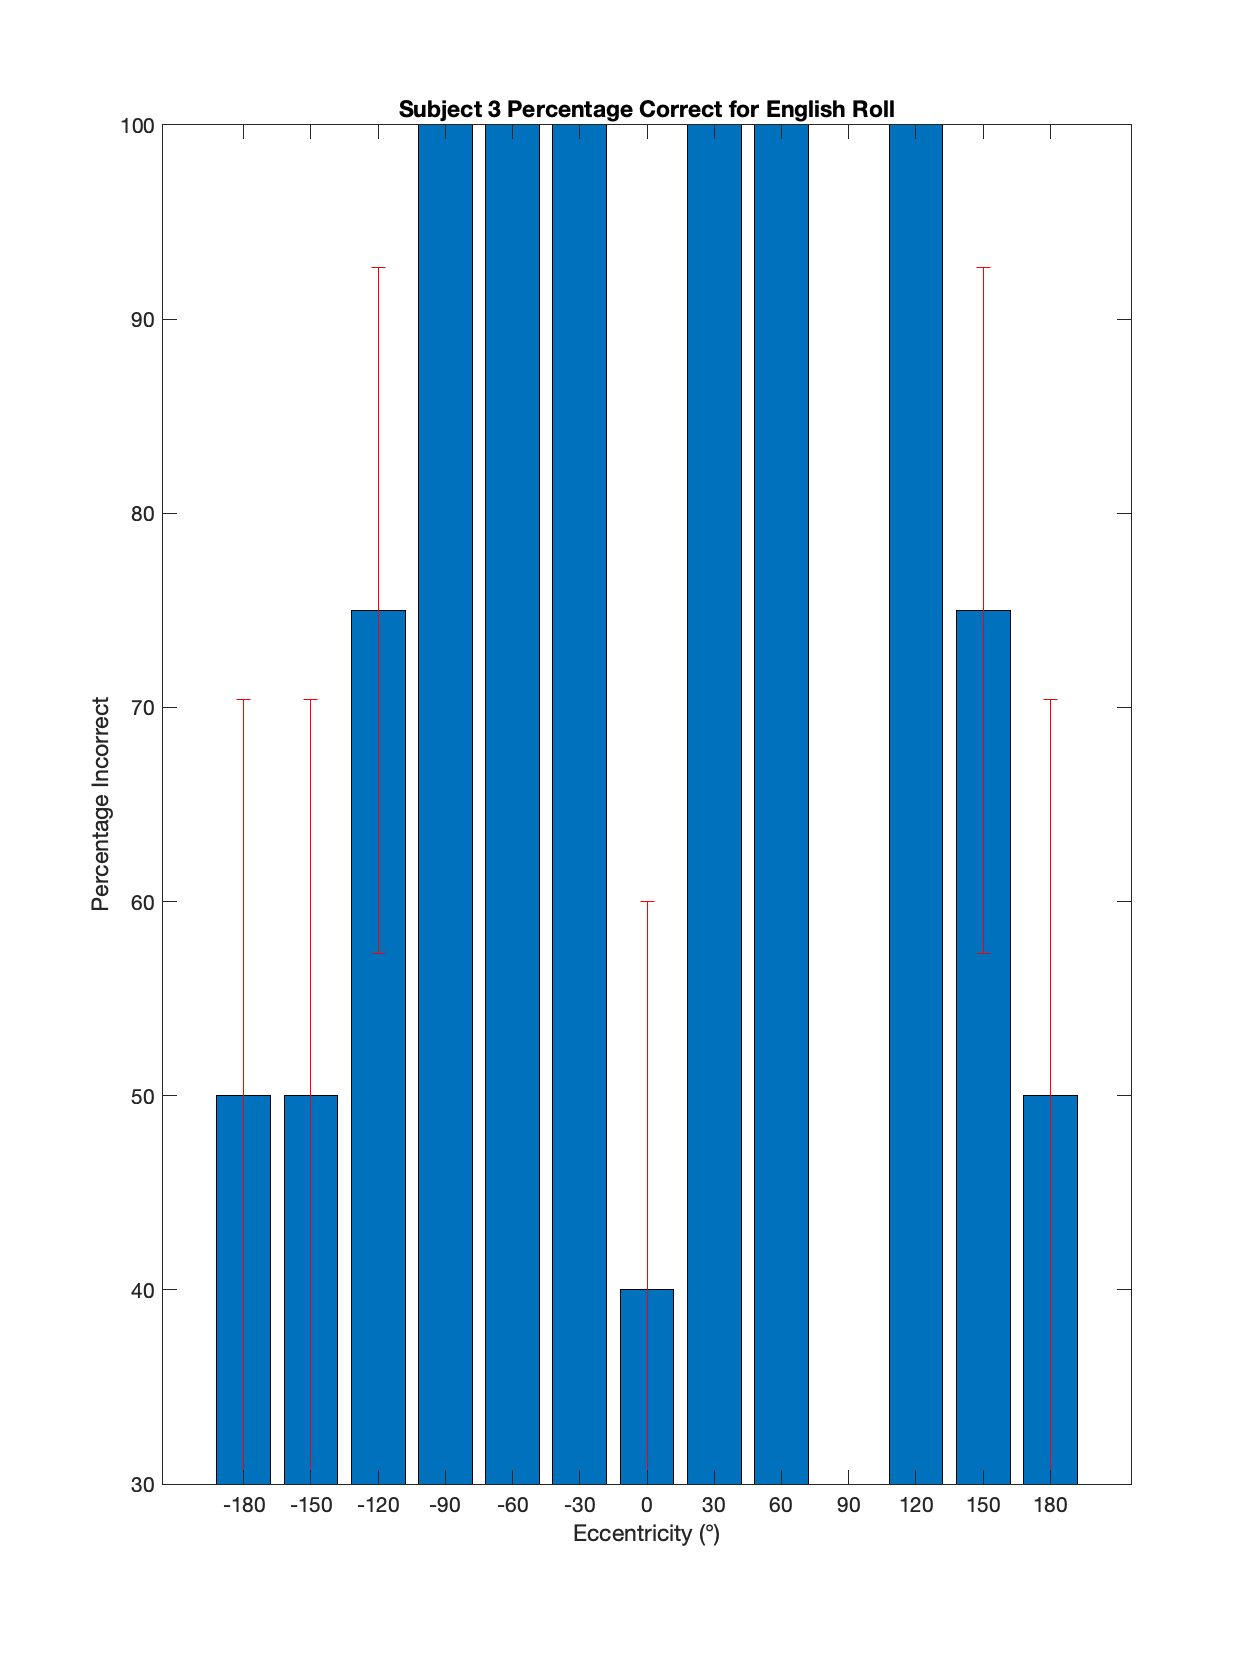 Subject 3 Percentage Correct for English Roll
100
90
80
70
60
50
40
30
Percentage Incorrect
-180 -150 -120 -90 -60 -30 0 30 60 90 120 150 180
Eccentricity (°)